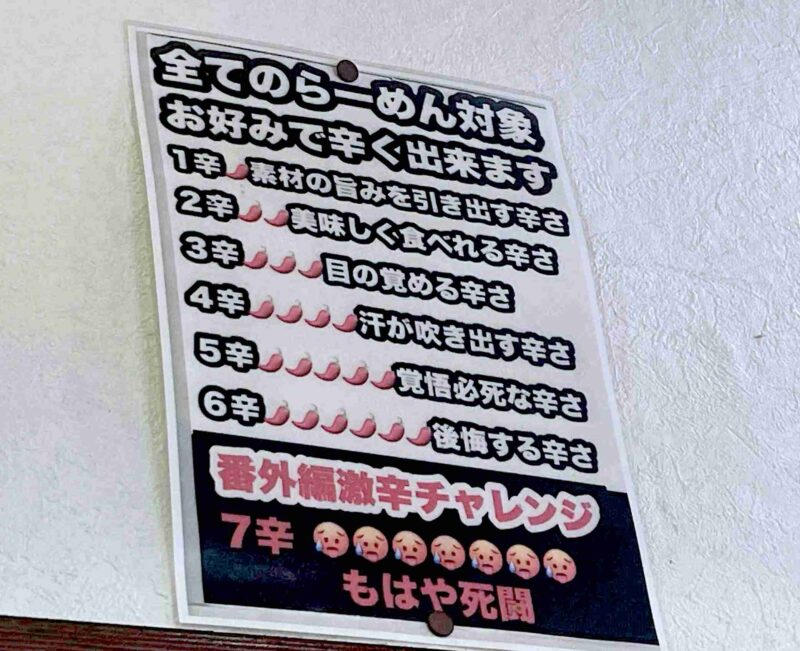 全てのらーめん対象
お好みで辛く出来ます
1辛🌶素材の旨みを引き出す辛さ
2辛🌶🌶美味しく食べれる辛さ
3辛🌶🌶🌶目の覚める辛さ
4辛🌶🌶🌶🌶汗が吹き出す辛さ
5辛🌶🌶🌶🌶🌶覚悟必死な辛さ
6辛🌶🌶🌶🌶🌶🌶後悔する辛さ
番外編激辛チャレンジ
7辛 😥😥😥😥😥😥😥
もはや死闘